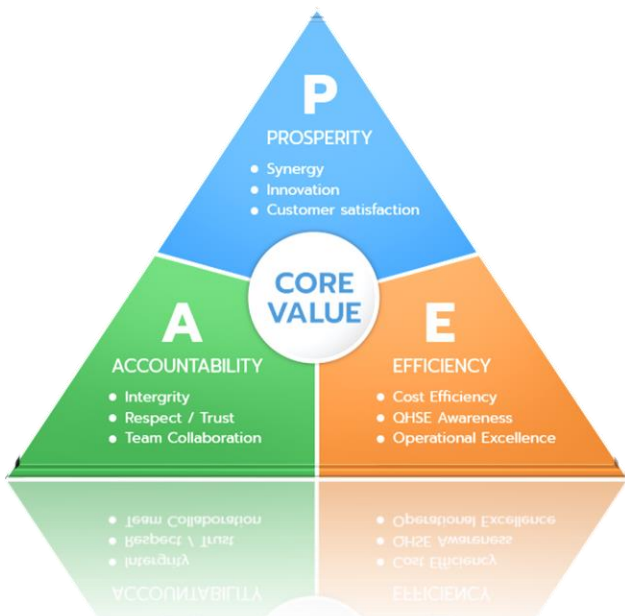 P
PROSPERITY
• Synergy
• Innovation
• Customer satisfaction
CORE
VALUE
A
ACCOUNTABILITY
• Intergrity
• Respect / Trust
• Team Collaboration
E
EFFICIENCY
• Cost Efficiency
• QHSE Awareness
• Operational Excellence